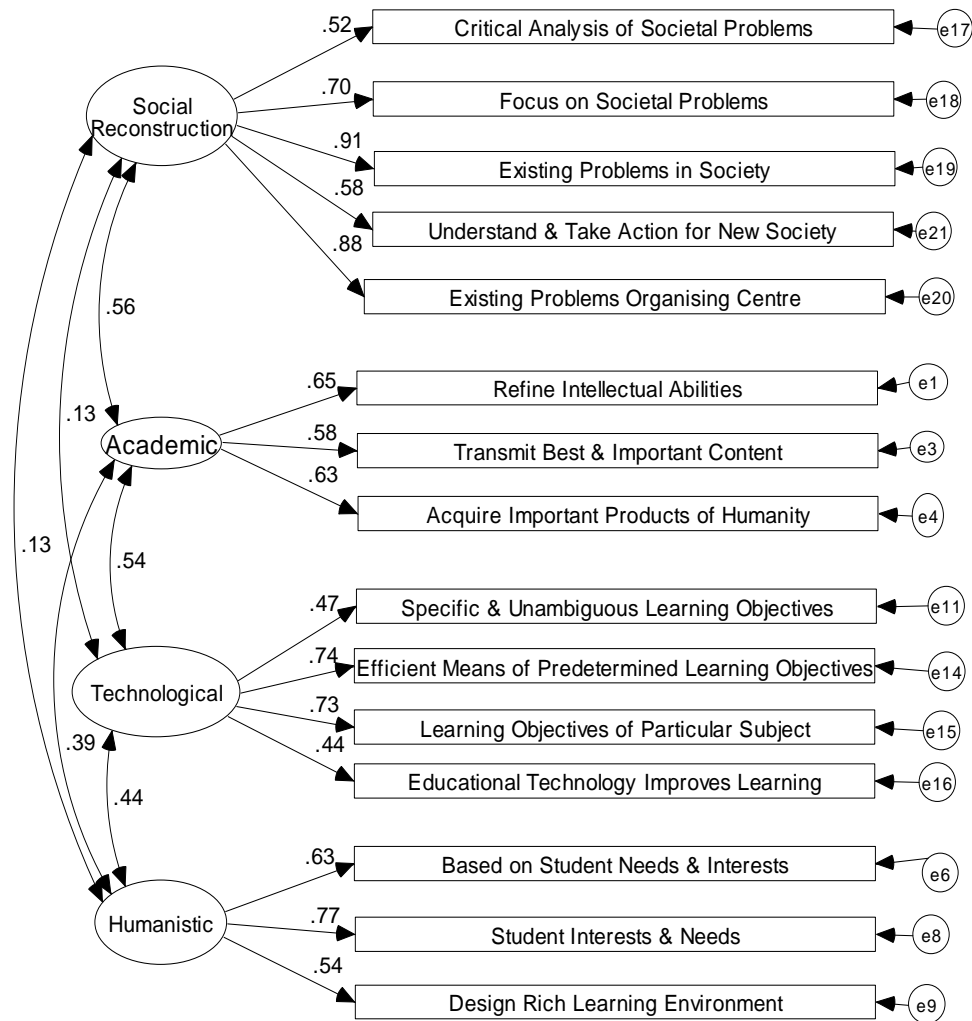 .52
Critical Analysis of Societal Problems
e17
.70
Focus on Societal Problems
e18
Social
Reconstruction
.91
Existing Problems in Society
e19
.58
Understand & Take Action for New Society
e21
.88
Existing Problems Organising Centre
e20
.56
.65
Refine Intellectual Abilities
e1
.13
Academic
.58
Transmit Best & Important Content
e3
.63
Acquire Important Products of Humanity
e4
.13
.54
.47
Specific & Unambiguous Learning Objectives
e11
.74
Efficient Means of Predetermined Learning Objectives
e14
Technological
.73
Learning Objectives of Particular Subject
e15
.39
.44
Educational Technology Improves Learning
e16
.44
.63
Based on Student Needs & Interests
e6
Humanistic
.77
Student Interests & Needs
e8
.54
Design Rich Learning Environment
e9